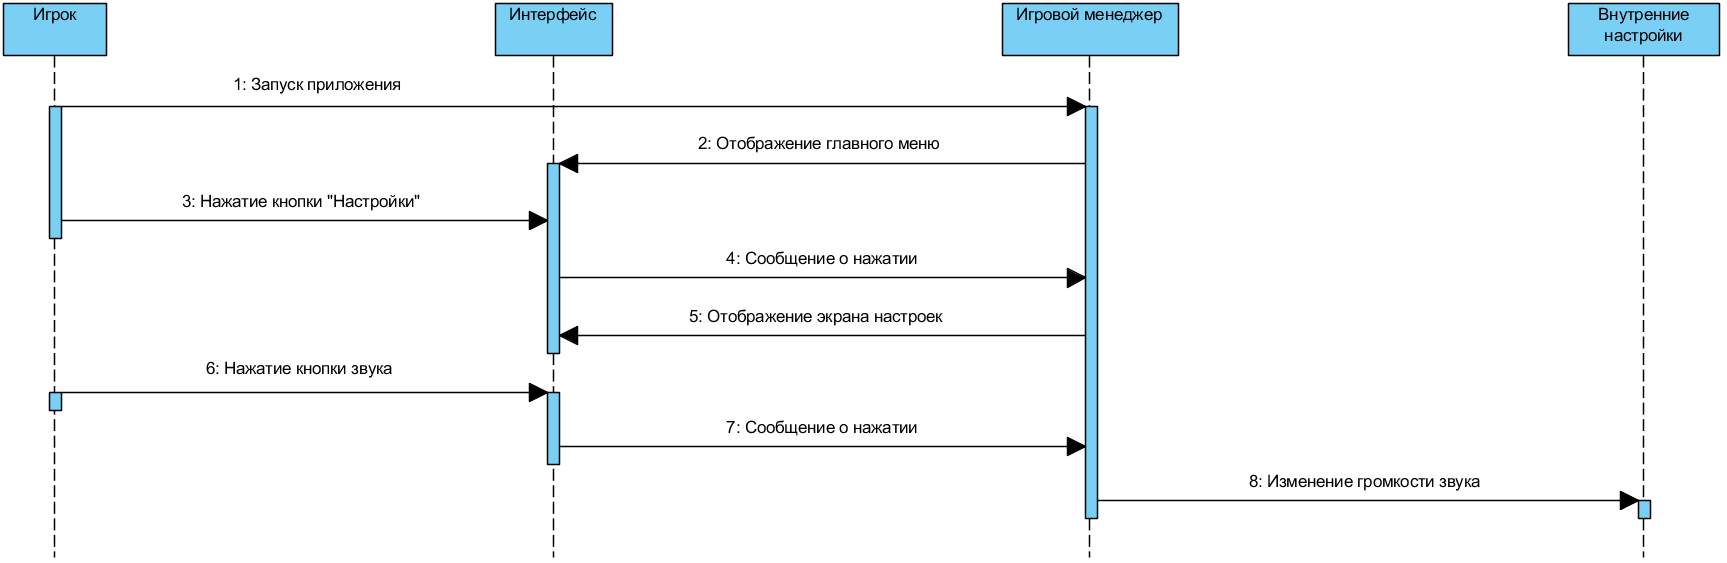 Игрок
Интерфейс
Игровой менеджер
Внутренние
настройки
1: Запуск приложения
2: Отображение главного меню
3: Нажатие кнопки "Настройки"
4: Сообщение о нажатии
5: Отображение экрана настроек
6: Нажатие кнопки звука
7: Сообщение о нажатии
8: Изменение громкости звука